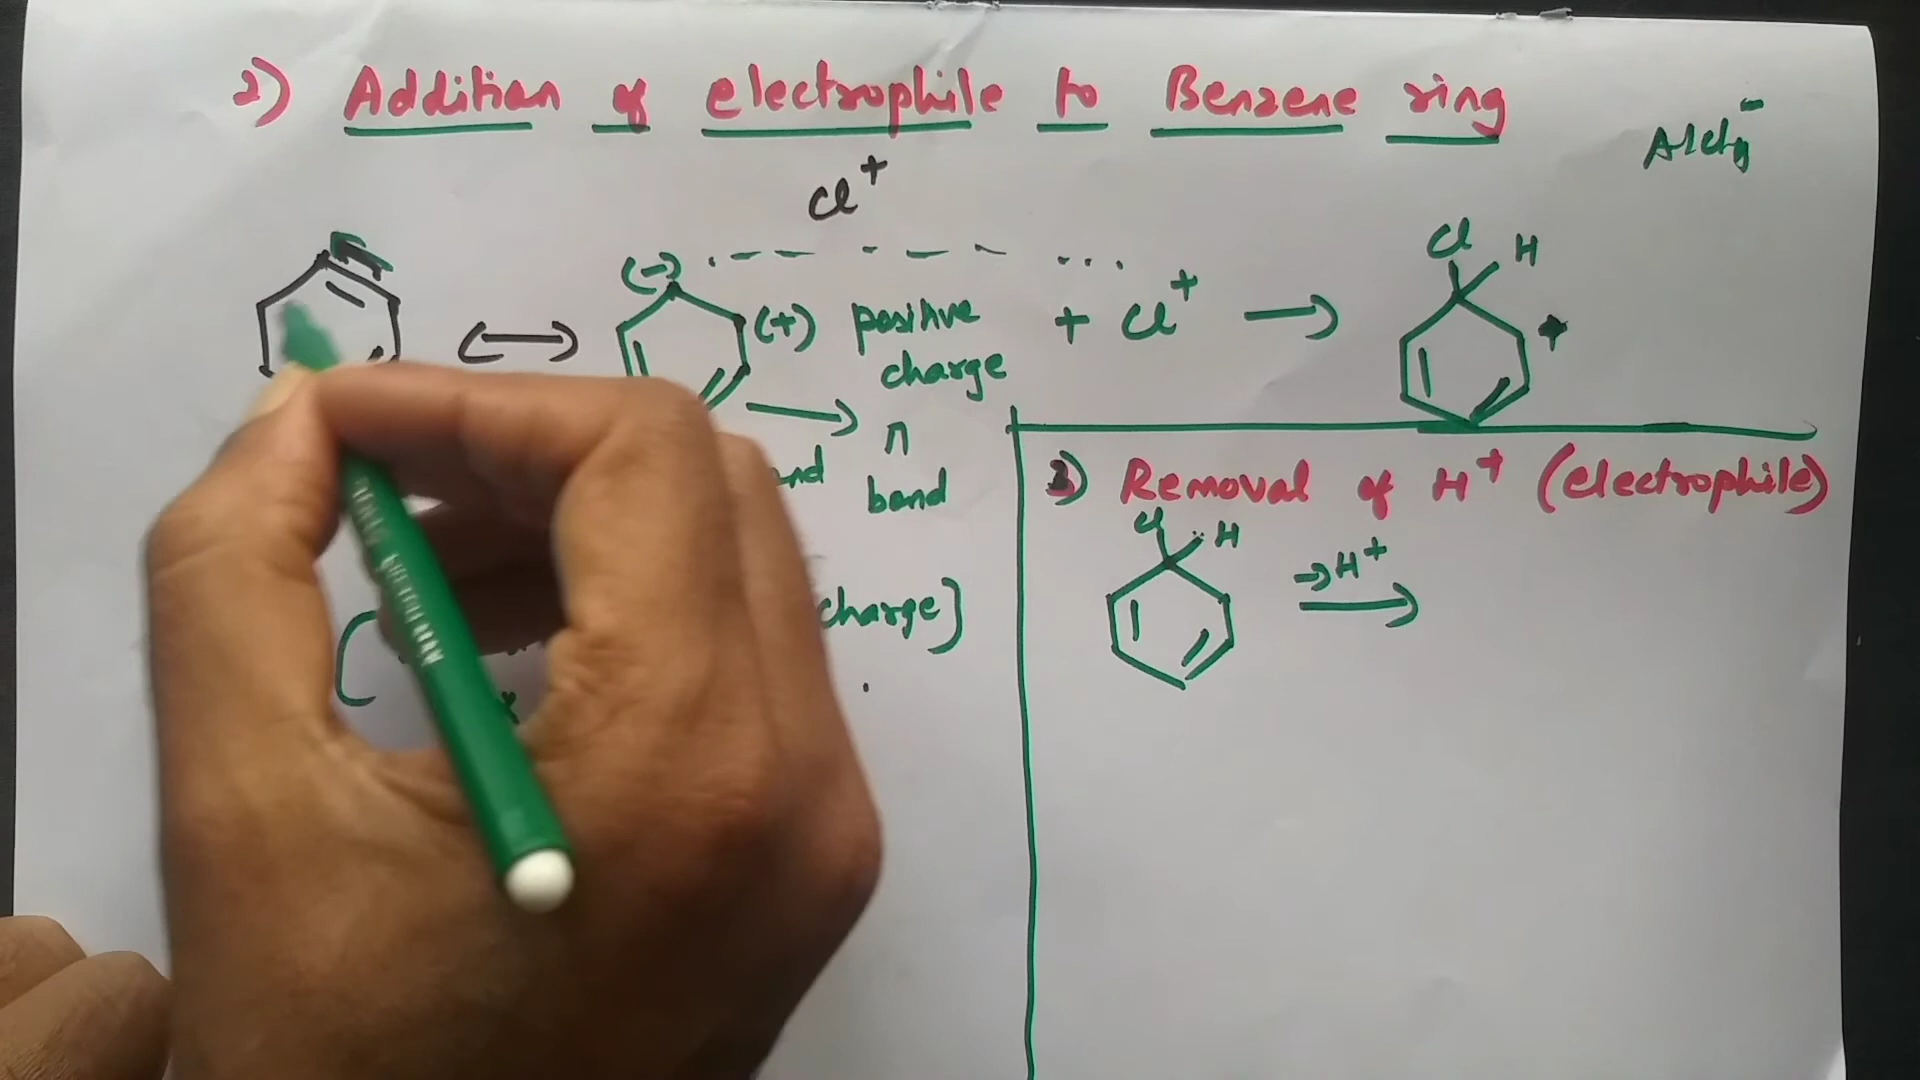 2) Addition of electrophile to Benzene ring
AlCl4-
Cl+
(-)
(+) positive
charge
+ Cl+ →
Cl H
+
π
bond
charge]
3) Removal of H+ (electrophile)
Cl H
→H+